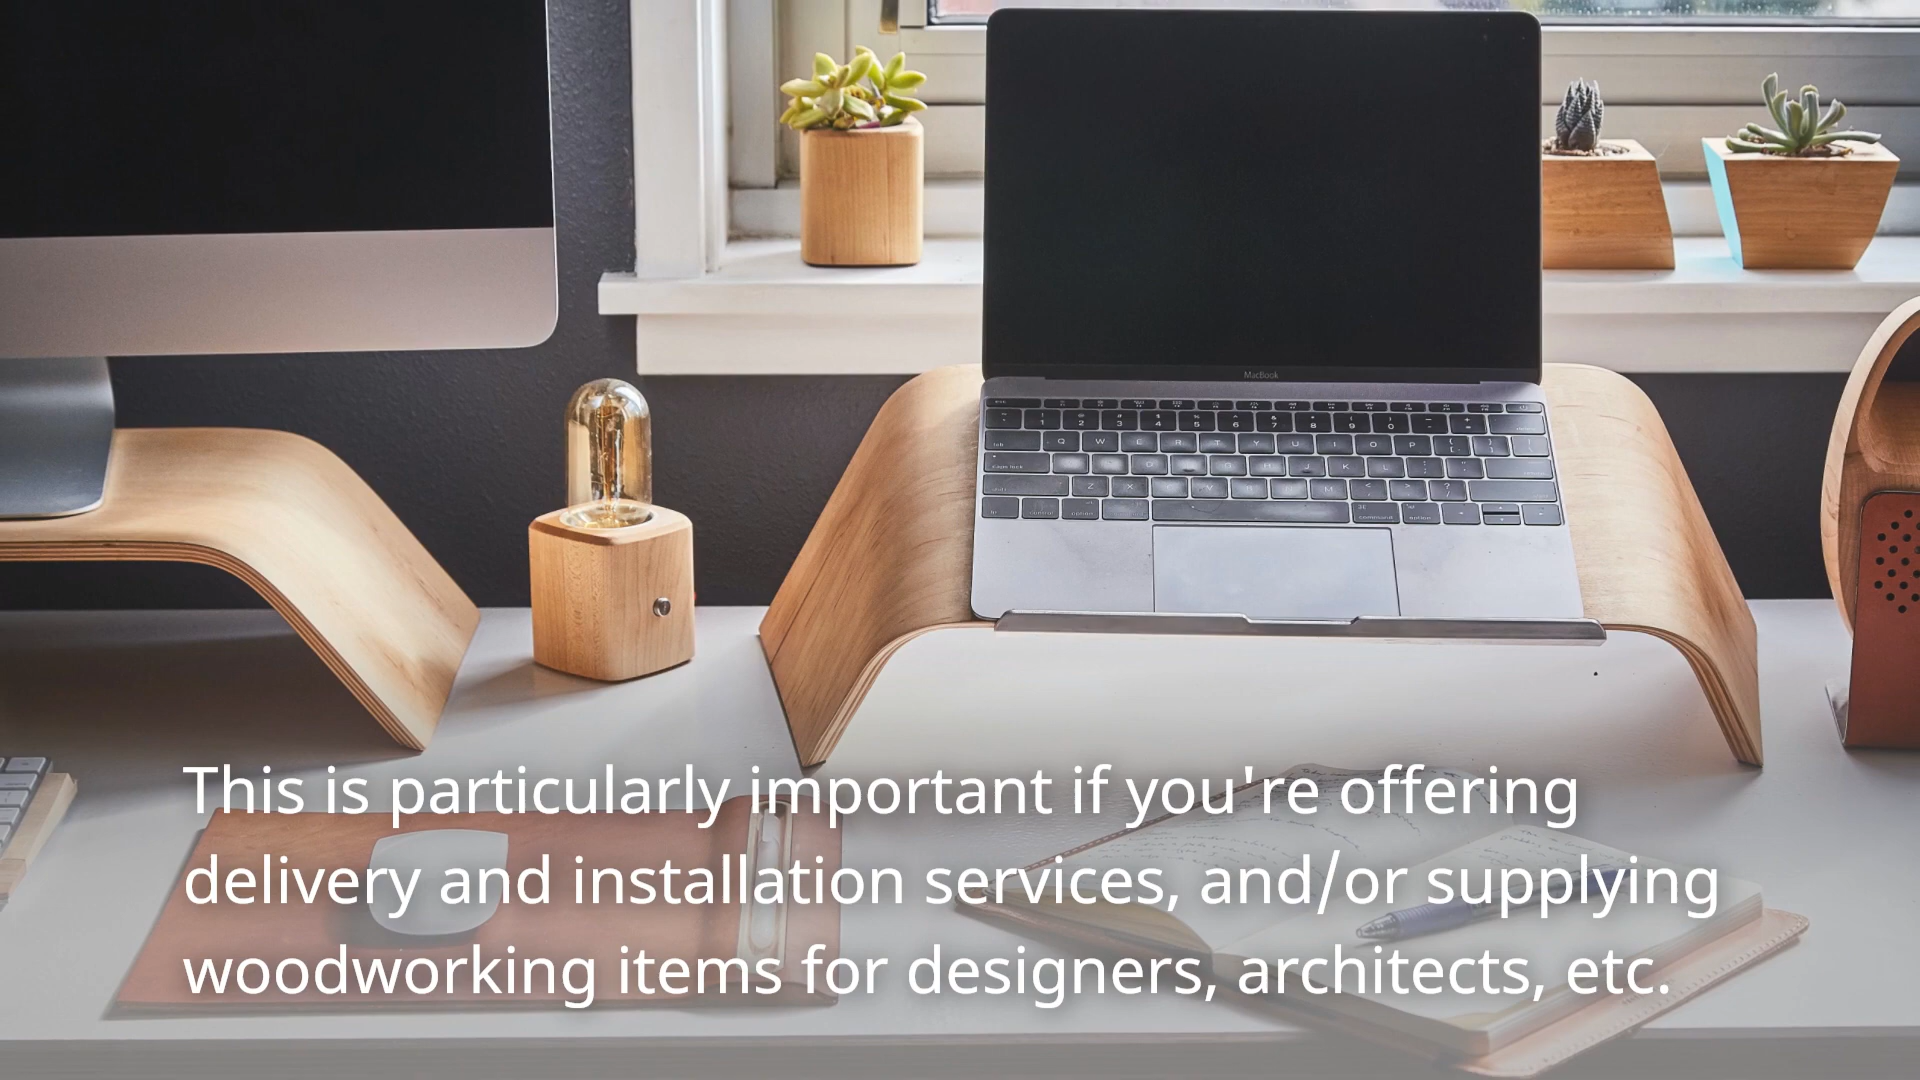 MacBook
This is particularly important if you're offering
delivery and installation services, and/or supplying
woodworking items for designers, architects, etc.